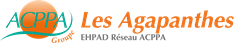 ACPPA
Groupe
Les Agapanthes
EHPAD Réseau ACPPA